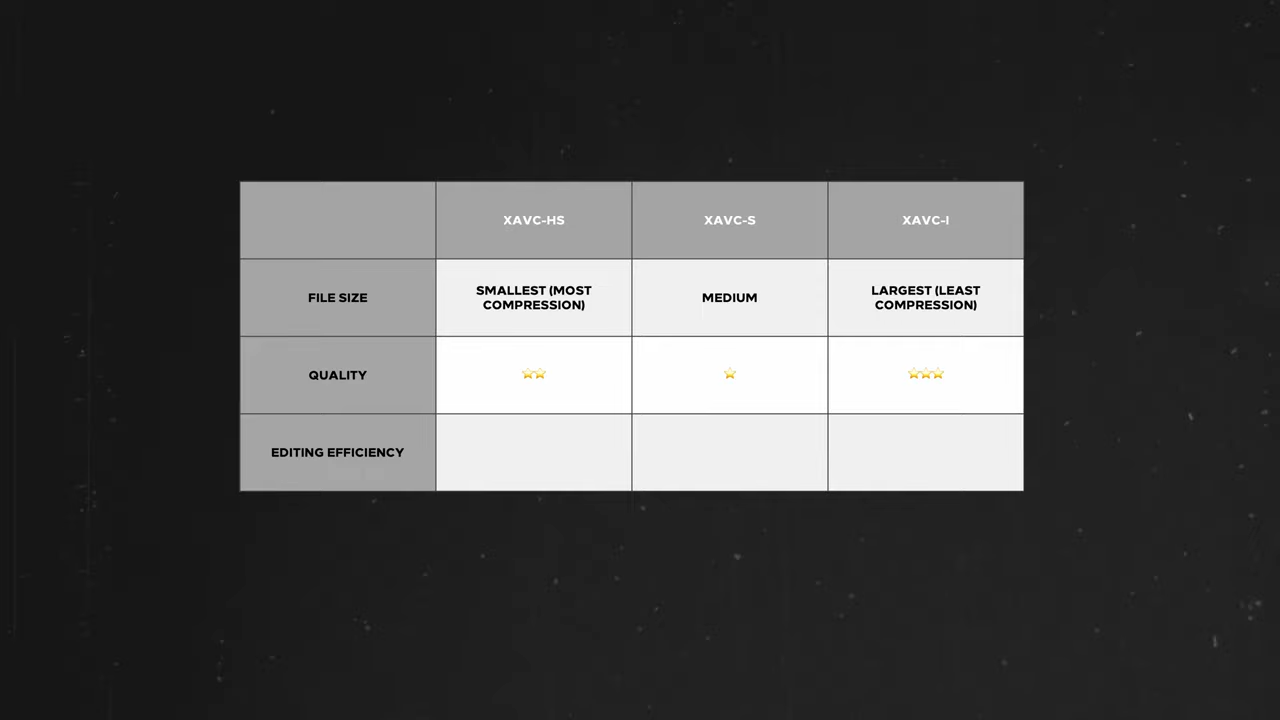 XAVC-HS XAVC-S XAVC-I
FILE SIZE
SMALLEST (MOST
COMPRESSION)
MEDIUM
LARGEST (LEAST
COMPRESSION)
QUALITY ⭐⭐ ⭐ ⭐⭐⭐
EDITING EFFICIENCY